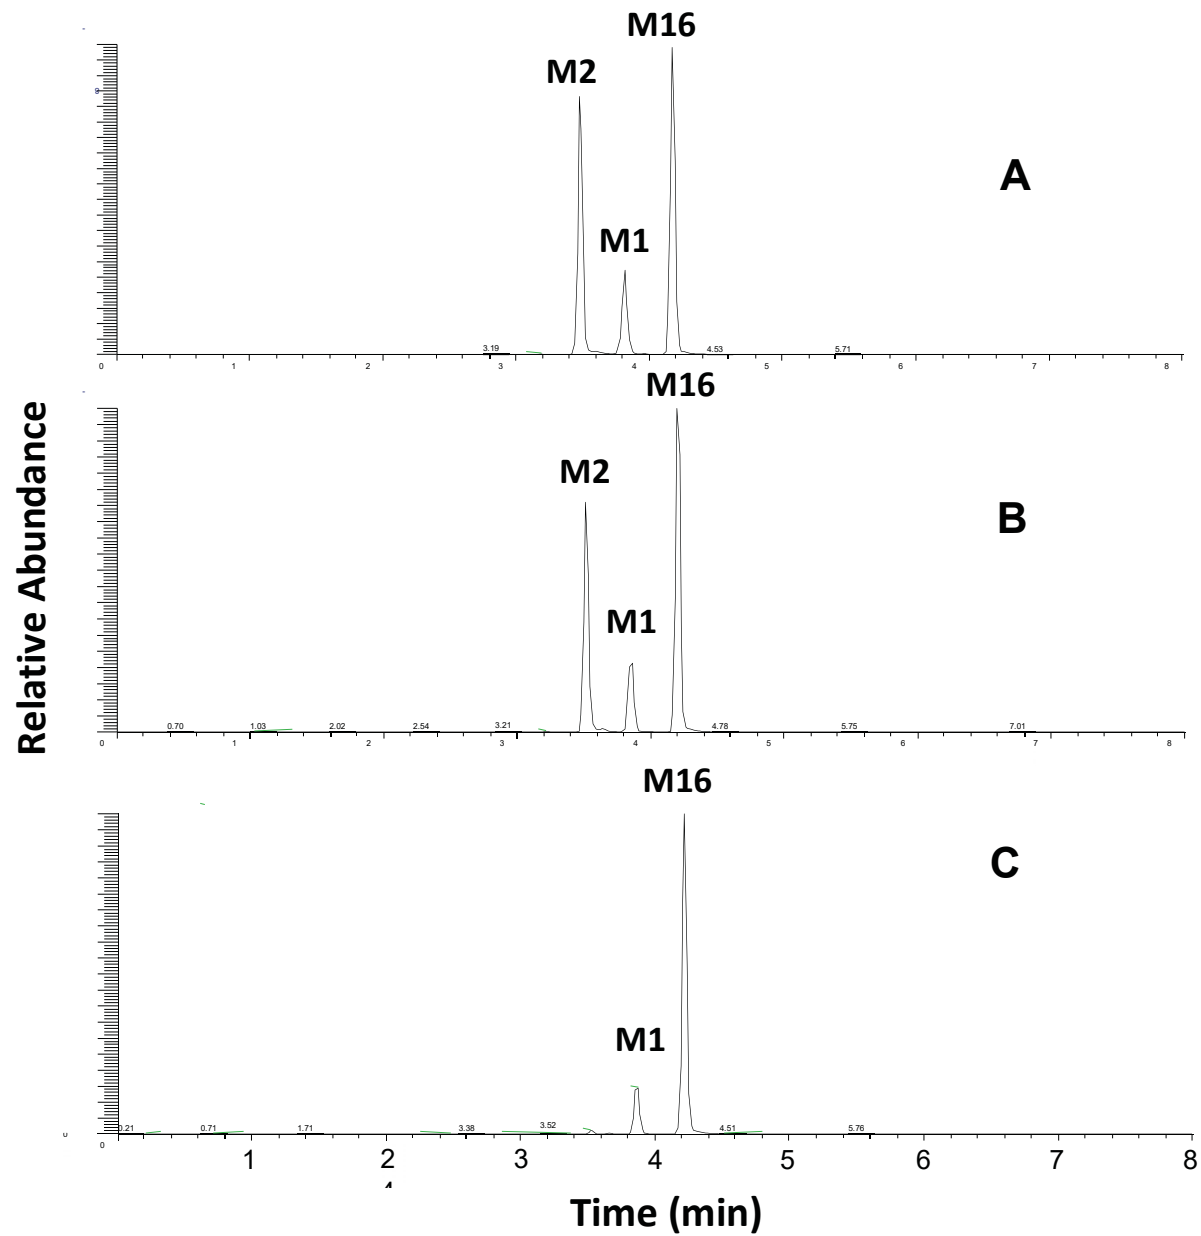 M16
M2
A
M1
3.19 4.53 5.71
0 1 2 3 4 5 6 7 8
M16
M2
B
M1
0.70 1.03 2.02 2.54 3.21 4.78 5.75 7.01
0 1 2 3 4 5 6 7 8
Relative Abundance
M16
C
M1
0.21 0.71 1.71 3.38 3.52 4.51 5.76
0
0 1 2 3 4 5 6 7 8
Time (min)